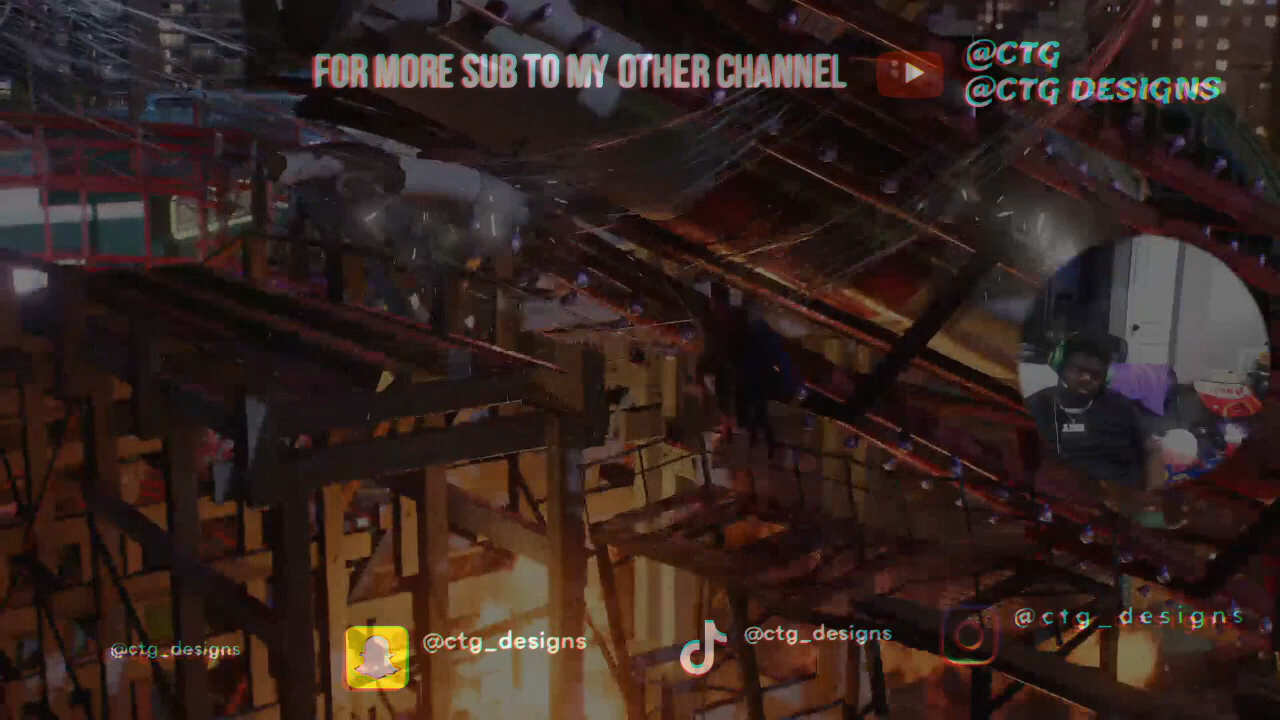 FOR MORE SUB TO MY OTHER CHANNEL
@CTG
@CTG DESIGNS
@ctg_designs
@ctg_designs
@ctg_designs
@ctg_designs